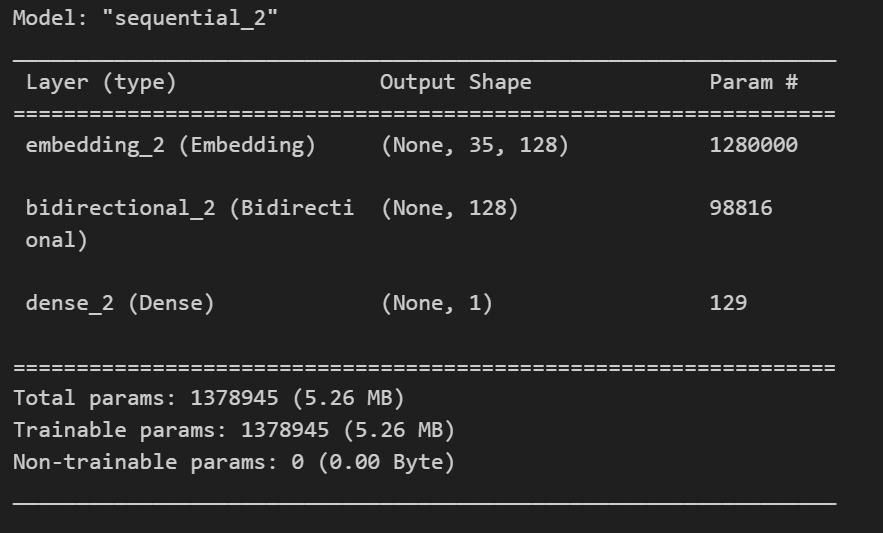 Model: "sequential_2"
_________________________________________________________________
Layer (type)                Output Shape              Param #
=================================================================
embedding_2 (Embedding)     (None, 35, 128)           1280000
bidirectional_2 (Bidirecti  (None, 128)               98816
onal)
dense_2 (Dense)             (None, 1)                 129
=================================================================
Total params: 1378945 (5.26 MB)
Trainable params: 1378945 (5.26 MB)
Non-trainable params: 0 (0.00 Byte)
_________________________________________________________________